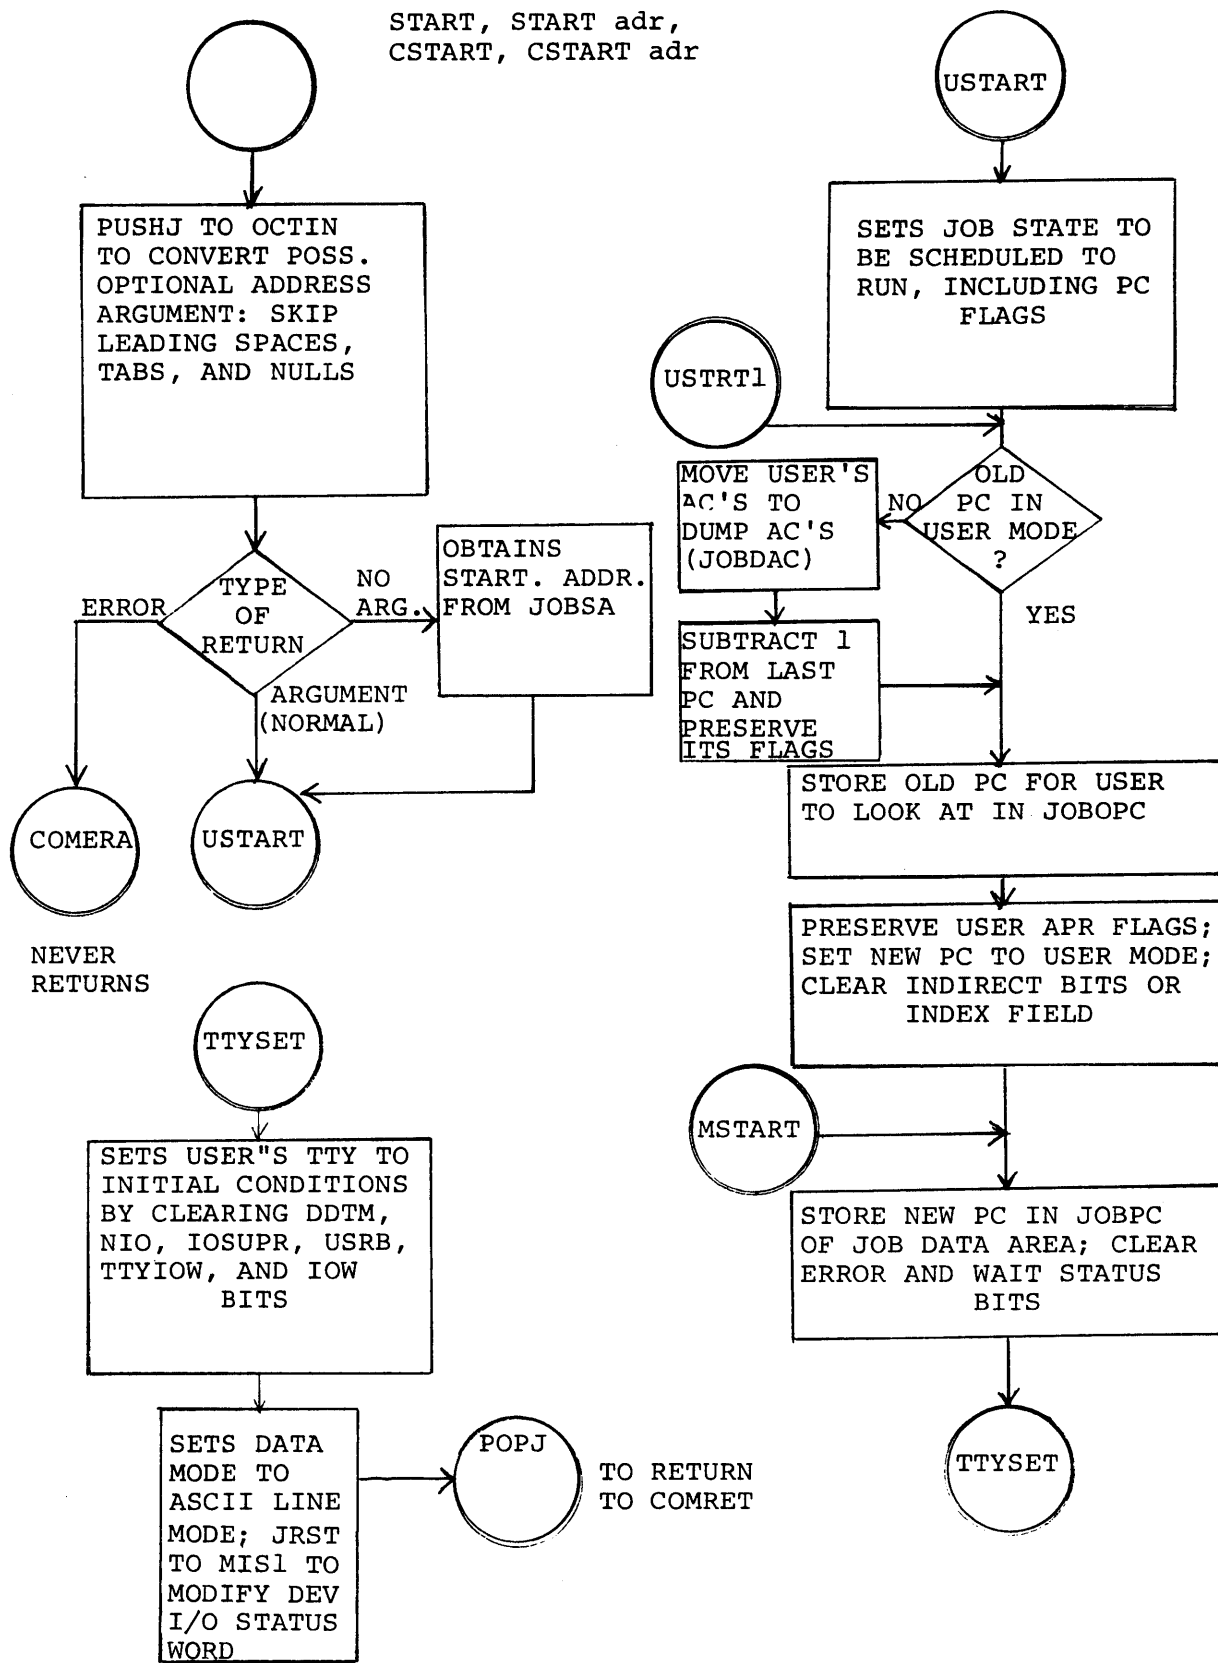 START, START adr,
CSTART, CSTART adr
PUSHJ TO OCTIN
TO CONVERT POSS.
OPTIONAL ADDRESS
ARGUMENT: SKIP
LEADING SPACES,
TABS, AND NULLS
TYPE
OF
RETURN
ERROR
NO
ARG.
OBTAINS
START. ADDR.
FROM JOBSA
ARGUMENT
(NORMAL)
COMERA
USTART
NEVER
RETURNS
TTYSET
SETS USER"S TTY TO
INITIAL CONDITIONS
BY CLEARING DDTM,
NIO, IOSUPR, USRB,
TTYIOW, AND IOW
BITS
SETS DATA
MODE TO
ASCII LINE
MODE; JRST
TO MIS1 TO
MODIFY DEV
I/O STATUS
WORD
POPJ
TO RETURN
TO COMRET
USTART
SETS JOB STATE TO
BE SCHEDULED TO
RUN, INCLUDING PC
FLAGS
USTRT1
OLD
PC IN
USER MODE
?
NO
YES
MOVE USER'S
AC'S TO
DUMP AC'S
(JOBDAC)
SUBTRACT 1
FROM LAST
PC AND
PRESERVE
ITS FLAGS
STORE OLD PC FOR USER
TO LOOK AT IN JOBOPC
PRESERVE USER APR FLAGS;
SET NEW PC TO USER MODE;
CLEAR INDIRECT BITS OR
INDEX FIELD
MSTART
STORE NEW PC IN JOBPC
OF JOB DATA AREA; CLEAR
ERROR AND WAIT STATUS
BITS
TTYSET